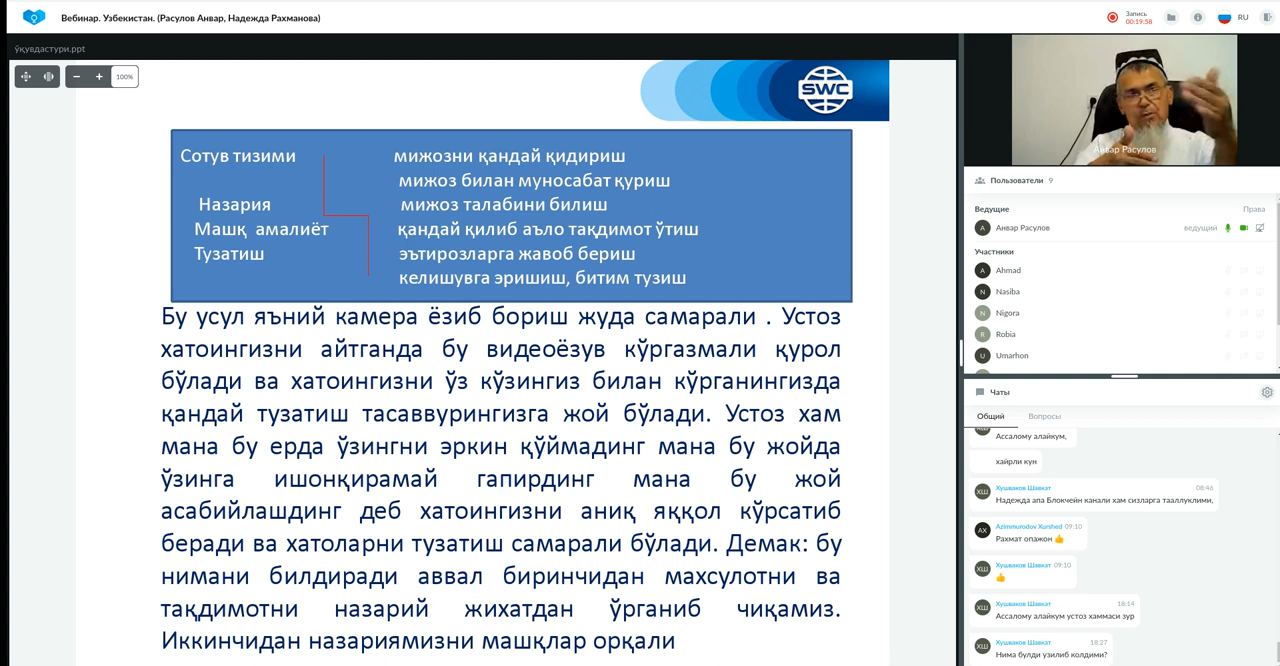 Вебинар. Узбекистан. (Расулов Анвар, Надежда Рахманова)
Запись
00:19:58
RU
ўқувдастури.ppt
100%
SWC
Сотув тизими мижозни қандай қидириш
мижоз билан муносабат қуриш
Назария мижоз талабини билиш
Машқ амалиёт қандай қилиб аъло тақдимот ўтиш
Тузатиш эътирозларга жавоб бериш
келишувга эришиш, битим тузиш
Бу усул яъний камера ёзиб бориш жуда самарали . Устоз
хатоингизни айтганда бу видеоёзув кўргазмали қурол
бўлади ва хатоингизни ўз кўзингиз билан кўрганингизда
қандай тузатиш тасаввурингизга жой бўлади. Устоз хам
мана бу ерда ўзингни эркин қўймадинг мана бу жойда
ўзинга ишонқирамай гапирдинг мана бу жой
асабийлашдинг деб хатоингизни аниқ яққол кўрсатиб
беради ва хатоларни тузатиш самарали бўлади. Демак: бу
нимани билдиради аввал биринчидан махсулотни ва
тақдимотни назарий жихатдан ўрганиб чиқамиз.
Иккинчидан назариямизни машқлар орқали
Анвар Расулов
Пользователи 9
Ведущие Права
А Анвар Расулов ведущий
Участники
A Ahmad
N Nasiba
N Nigora
R Robia
U Umarhon
Чаты
Общий Вопросы
Ассалому алайкум,
хайрли кун
ХШ Хушваков Шавкат 08:46
Надежда апа Блокчейн канали хам сизларга тааллуклими,
AX Azimmurodov Xurshed 09:10
Рахмат опажон 👍
ХШ Хушваков Шавкат 09:10
👍
ХШ Хушваков Шавкат 18:14
Ассалому алайкум устоз хаммаси зур
ХШ Хушваков Шавкат 18:27
Нима булди узилиб колдими?